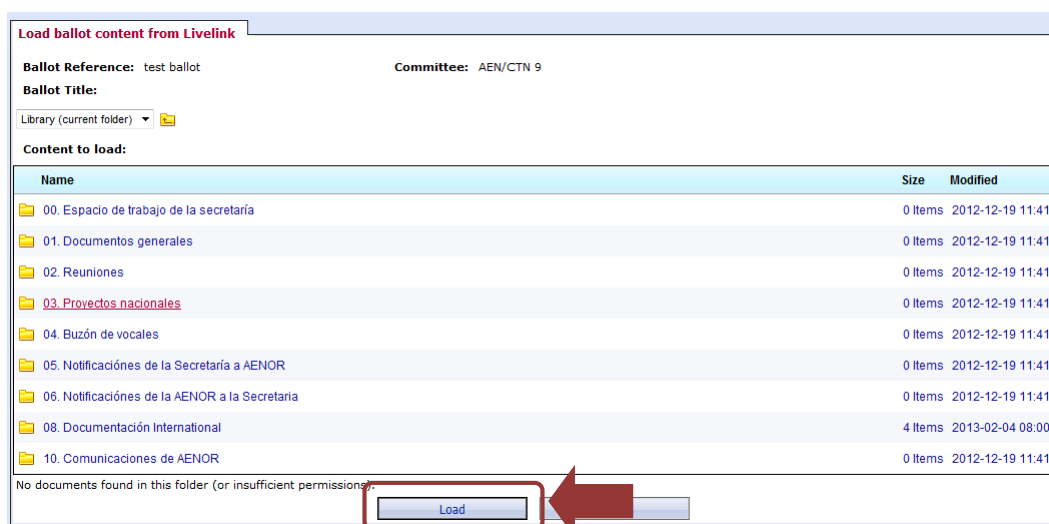 Load ballot content from Livelink
Ballot Reference: test ballot Committee: AEN/CTN 9
Ballot Title:
Library (current folder)
Content to load:
Name Size Modified
00. Espacio de trabajo de la secretaría 0 Items 2012-12-19 11:41
01. Documentos generales 0 Items 2012-12-19 11:41
02. Reuniones 0 Items 2012-12-19 11:41
03. Proyectos nacionales 0 Items 2012-12-19 11:41
04. Buzón de vocales 0 Items 2012-12-19 11:41
05. Notificaciónes de la Secretaría a AENOR 0 Items 2012-12-19 11:41
06. Notificaciónes de la AENOR a la Secretaria 0 Items 2012-12-19 11:41
08. Documentación International 4 Items 2013-02-04 08:00
10. Comunicaciones de AENOR 0 Items 2012-12-19 11:41
No documents found in this folder (or insufficient permissions).
Load